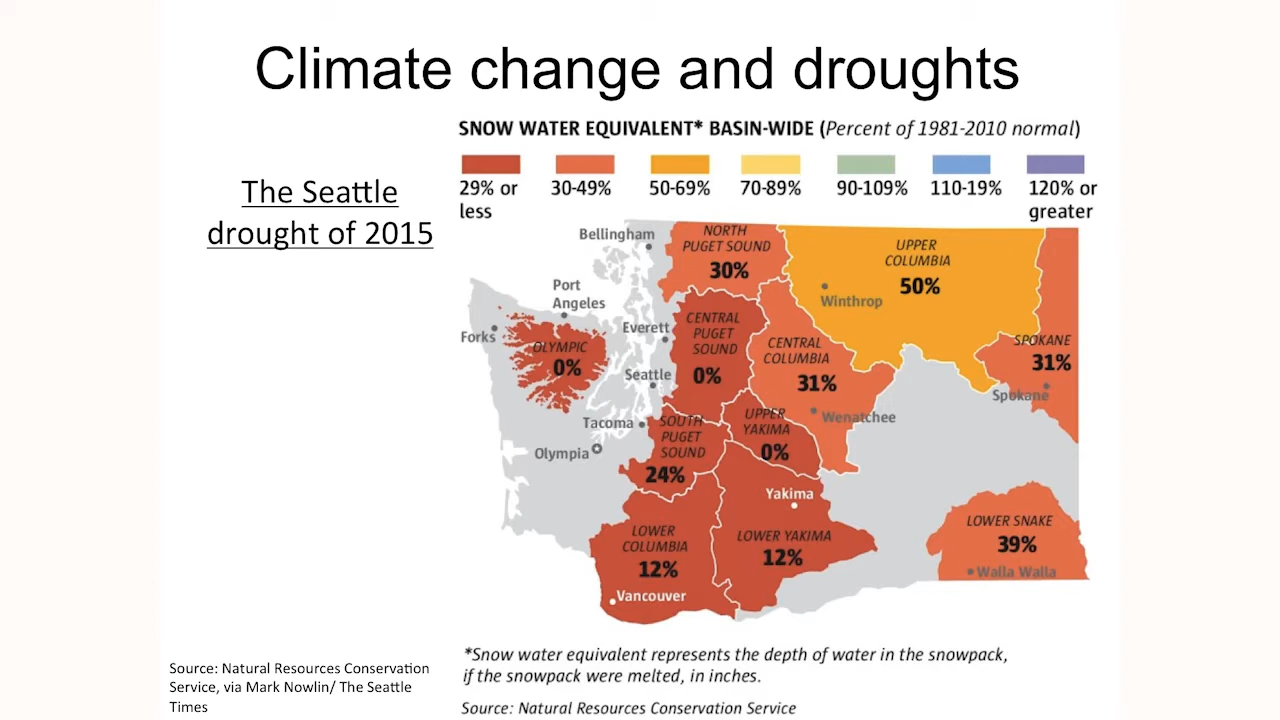 Climate change and droughts
The Seattle
drought of 2015
SNOW WATER EQUIVALENT* BASIN-WIDE (Percent of 1981-2010 normal)
29% or
less
30-49%
50-69%
70-89%
90-109%
110-19%
120% or
greater
Bellingham
NORTH
PUGET SOUND
30%
UPPER
COLUMBIA
50%
Winthrop
Port
Angeles
Forks
OLYMPIC
0%
Everett
Seattle
CENTRAL
PUGET
SOUND
0%
CENTRAL
COLUMBIA
31%
Wenatchee
SPOKANE
31%
Spokane
Tacoma
Olympia
SOUTH
PUGET
SOUND
24%
UPPER
YAKIMA
0%
Yakima
LOWER
COLUMBIA
12%
Vancouver
LOWER YAKIMA
12%
LOWER SNAKE
39%
Walla Walla
*Snow water equivalent represents the depth of water in the snowpack,
if the snowpack were melted, in inches.
Source: Natural Resources Conservation Service
Source: Natural Resources Conservation
Service, via Mark Nowlin/ The Seattle
Times